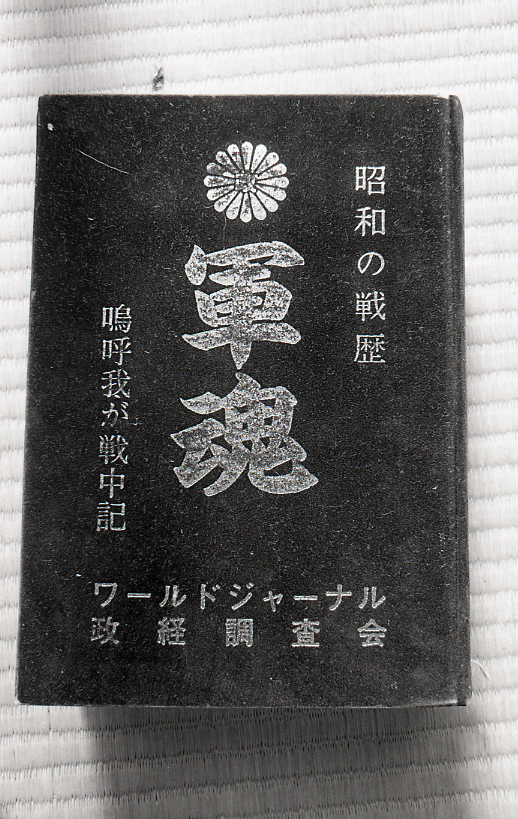 昭和の戦歴
軍魂
嗚呼我が戦中記
ワールドジャーナル
政経調査会